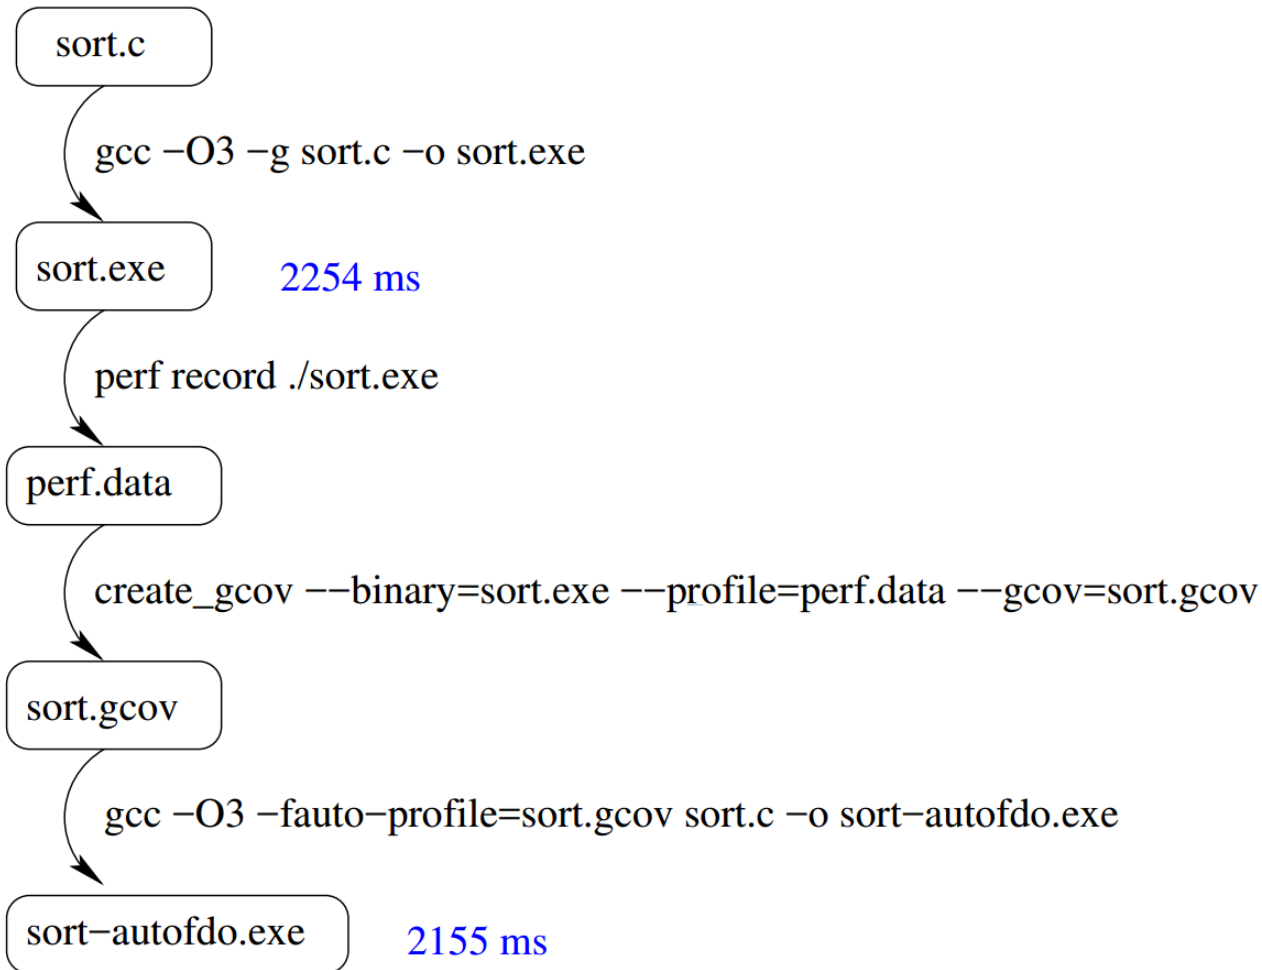 sort.c
gcc −O3 −g sort.c −o sort.exe
sort.exe
2254 ms
perf record ./sort.exe
perf.data
create_gcov −−binary=sort.exe −−profile=perf.data −−gcov=sort.gcov
sort.gcov
gcc −O3 −fauto−profile=sort.gcov sort.c −o sort−autofdo.exe
sort−autofdo.exe
2155 ms